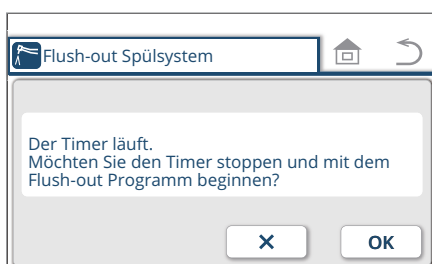 Flush-out Spülsystem
Der Timer läuft.
Möchten Sie den Timer stoppen und mit dem
Flush-out Programm beginnen?
OK